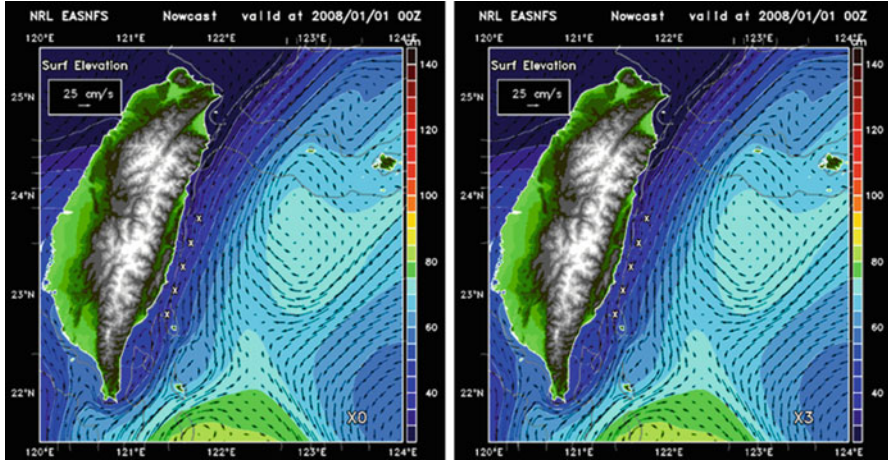 NRL EASNFS Nowcast valid at 2008/01/01 00Z
120°E 121°E 122°E 123°E 124°E
cm
Surf Elevation
25 cm/s
140
120
100
80
60
40
25°N
24°N
23°N
22°N
x
x
x
x
x
X0
120°E 121°E 122°E 123°E 124°E
NRL EASNFS Nowcast valid at 2008/01/01 00Z
120°E 121°E 122°E 123°E 124°E
cm
Surf Elevation
25 cm/s
140
120
100
80
60
40
25°N
24°N
23°N
22°N
x
x
x
x
x
X3
120°E 121°E 122°E 123°E 124°E